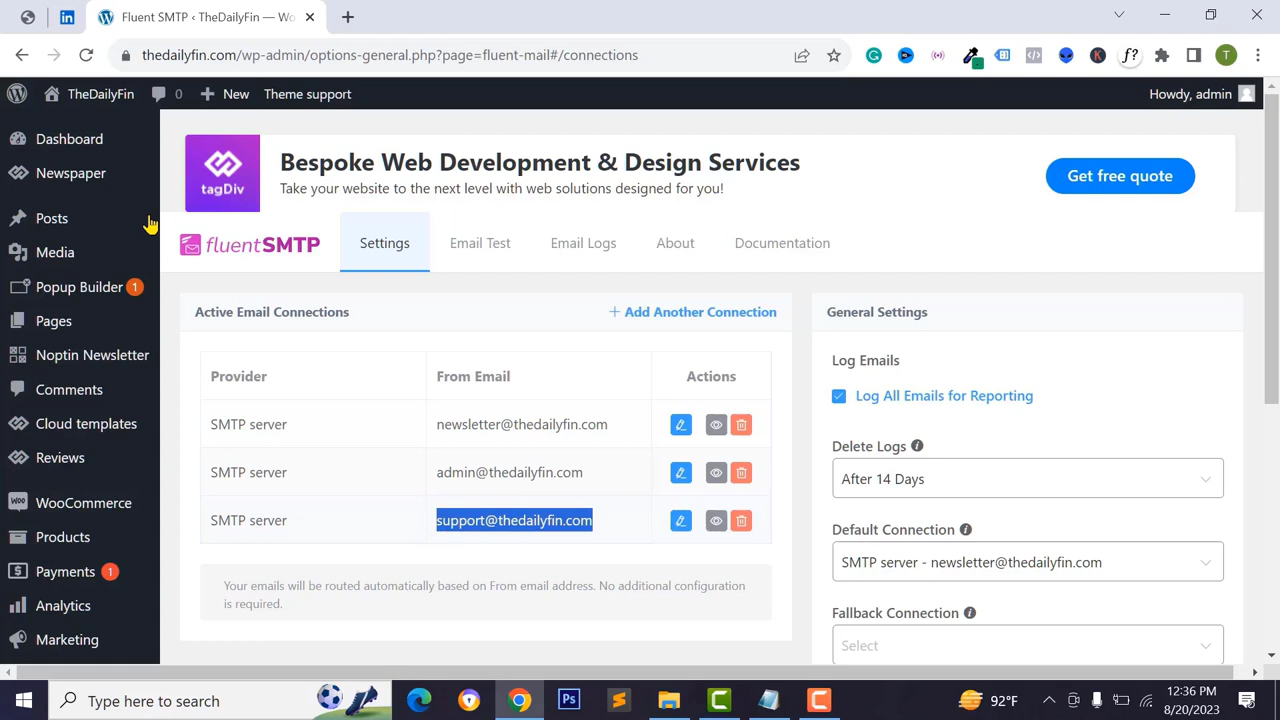 Fluent SMTP ‹ TheDailyFin — Wo
thedailyfin.com/wp-admin/options-general.php?page=fluent-mail#/connections
TheDailyFin 0 New Theme support Howdy, admin
Dashboard
Newspaper
Posts
Media
Popup Builder 1
Pages
Noptin Newsletter
Comments
Cloud templates
Reviews
WooCommerce
Products
Payments 1
Analytics
Marketing
tagDiv
Bespoke Web Development & Design Services
Take your website to the next level with web solutions designed for you!
Get free quote
fluentSMTP Settings Email Test Email Logs About Documentation
Active Email Connections + Add Another Connection
Provider From Email Actions
SMTP server newsletter@thedailyfin.com
SMTP server admin@thedailyfin.com
SMTP server support@thedailyfin.com
Your emails will be routed automatically based on From email address. No additional configuration
is required.
General Settings
Log Emails
Log All Emails for Reporting
Delete Logs
After 14 Days
Default Connection
SMTP server - newsletter@thedailyfin.com
Fallback Connection
Select
Type here to search
92°F
12:36 PM
8/20/2023